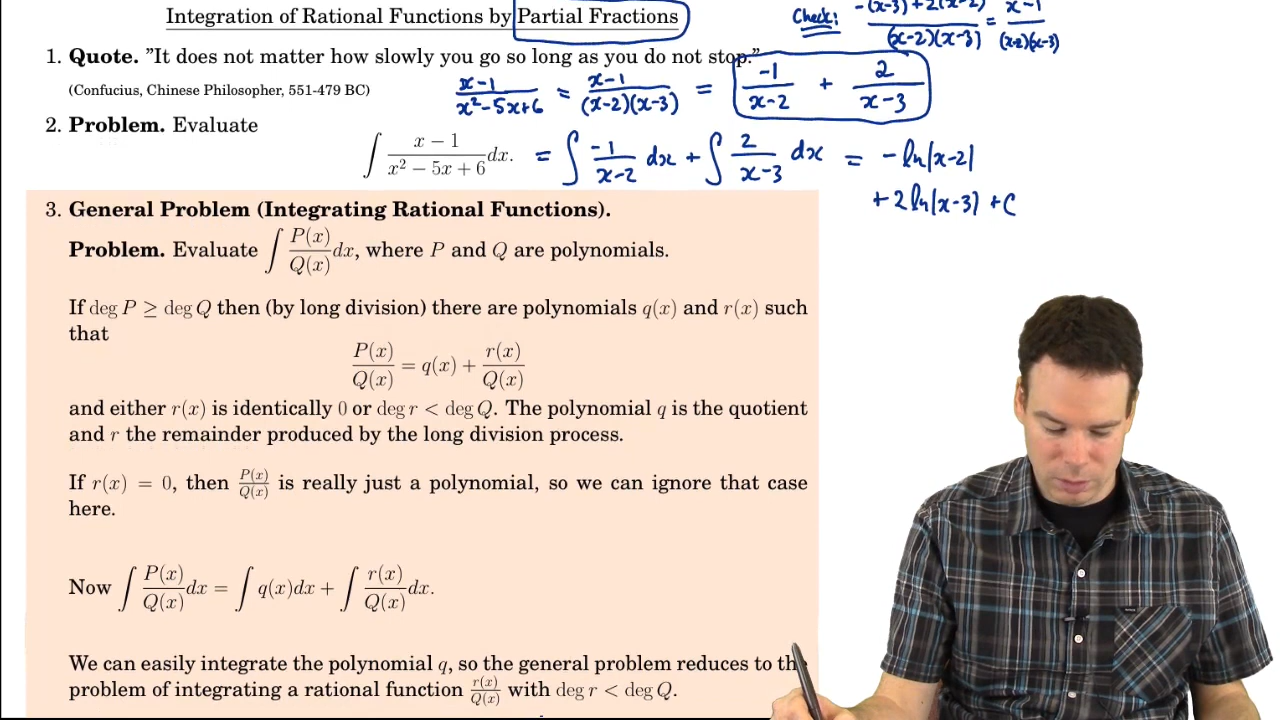 Integration of Rational Functions by Partial Fractions
Check: -(x-3)+2(x-2) / (x-2)(x-3) = x-1 / (x-2)(x-3)
1. Quote. ”It does not matter how slowly you go so long as you do not stop.”
(Confucius, Chinese Philosopher, 551-479 BC)
x-1 / x²-5x+6 = x-1 / (x-2)(x-3) = -1 / x-2 + 2 / x-3
2. Problem. Evaluate
∫ x − 1 / x² − 5x + 6 dx. = ∫ -1 / x-2 dx + ∫ 2 / x-3 dx = - ln|x-2|
+ 2 ln|x-3| + C
3. General Problem (Integrating Rational Functions).
Problem. Evaluate ∫ P(x)/Q(x) dx, where P and Q are polynomials.
If deg P ≥ deg Q then (by long division) there are polynomials q(x) and r(x) such
that
P(x)/Q(x) = q(x) + r(x)/Q(x)
and either r(x) is identically 0 or deg r < deg Q. The polynomial q is the quotient
and r the remainder produced by the long division process.
If r(x) = 0, then P(x)/Q(x) is really just a polynomial, so we can ignore that case
here.
Now ∫ P(x)/Q(x) dx = ∫ q(x)dx + ∫ r(x)/Q(x) dx.
We can easily integrate the polynomial q, so the general problem reduces to the
problem of integrating a rational function r(x)/Q(x) with deg r < deg Q.